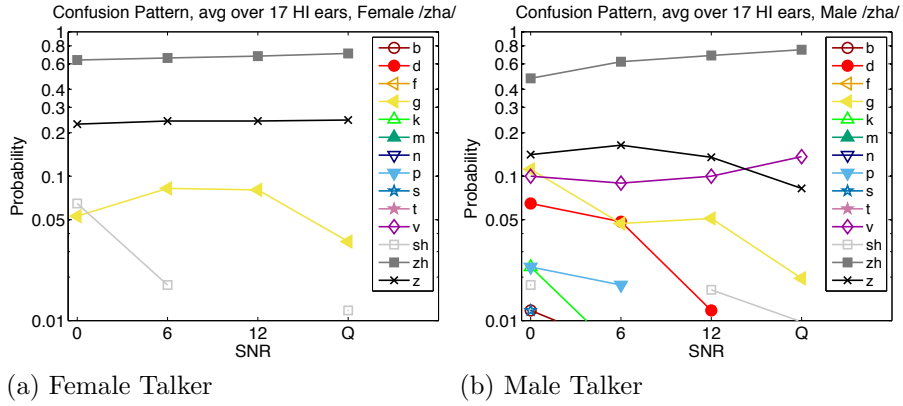 Confusion Pattern, avg over 17 HI ears, Female /zha/
1
0.8
0.6
0.4
0.3
0.2
0.1
0.05
0.01
Probability
0 6 12 Q
SNR
b
d
f
g
k
m
n
p
s
t
v
sh
zh
z
(a) Female Talker
Confusion Pattern, avg over 17 HI ears, Male /zha/
1
0.8
0.6
0.4
0.3
0.2
0.1
0.05
0.01
Probability
0 6 12 Q
SNR
b
d
f
g
k
m
n
p
s
t
v
sh
zh
z
(b) Male Talker